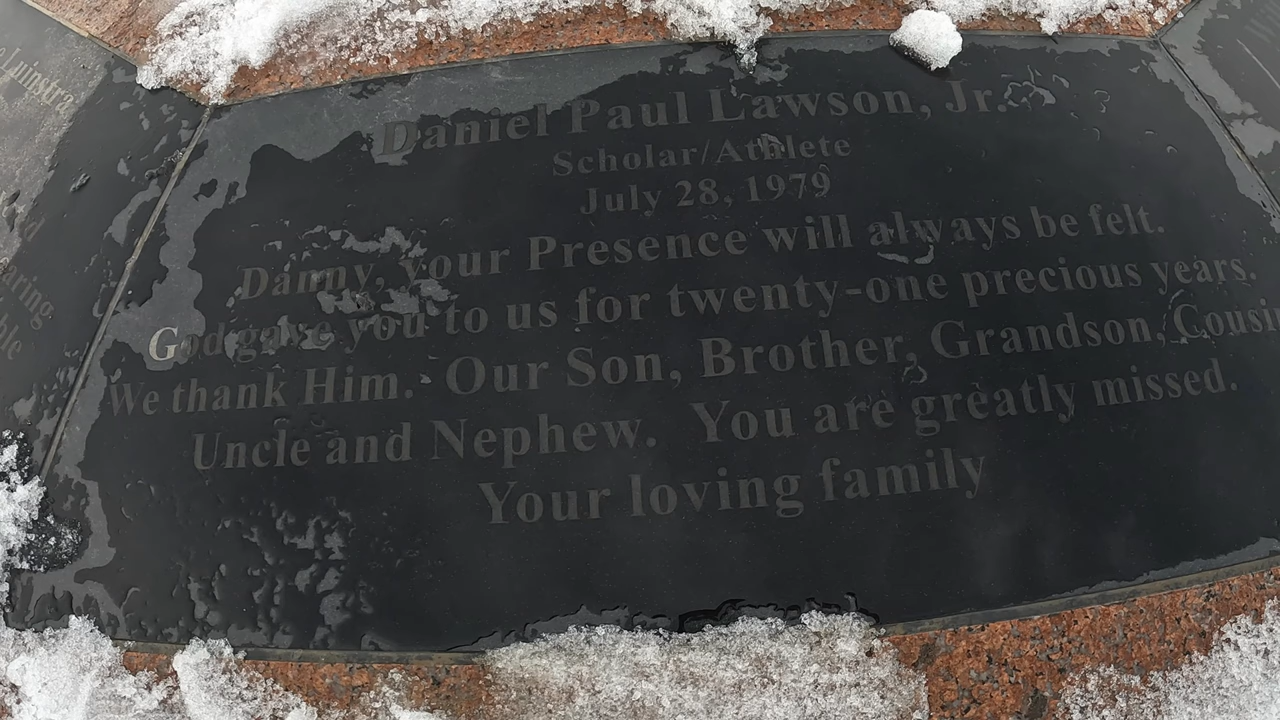 Daniel Paul Lawson, Jr.
Scholar/Athlete
July 28, 1979
Danny, your Presence will always be felt.
God gave you to us for twenty-one precious years.
We thank Him. Our Son, Brother, Grandson, Cousin
Uncle and Nephew. You are greatly missed.
Your loving family